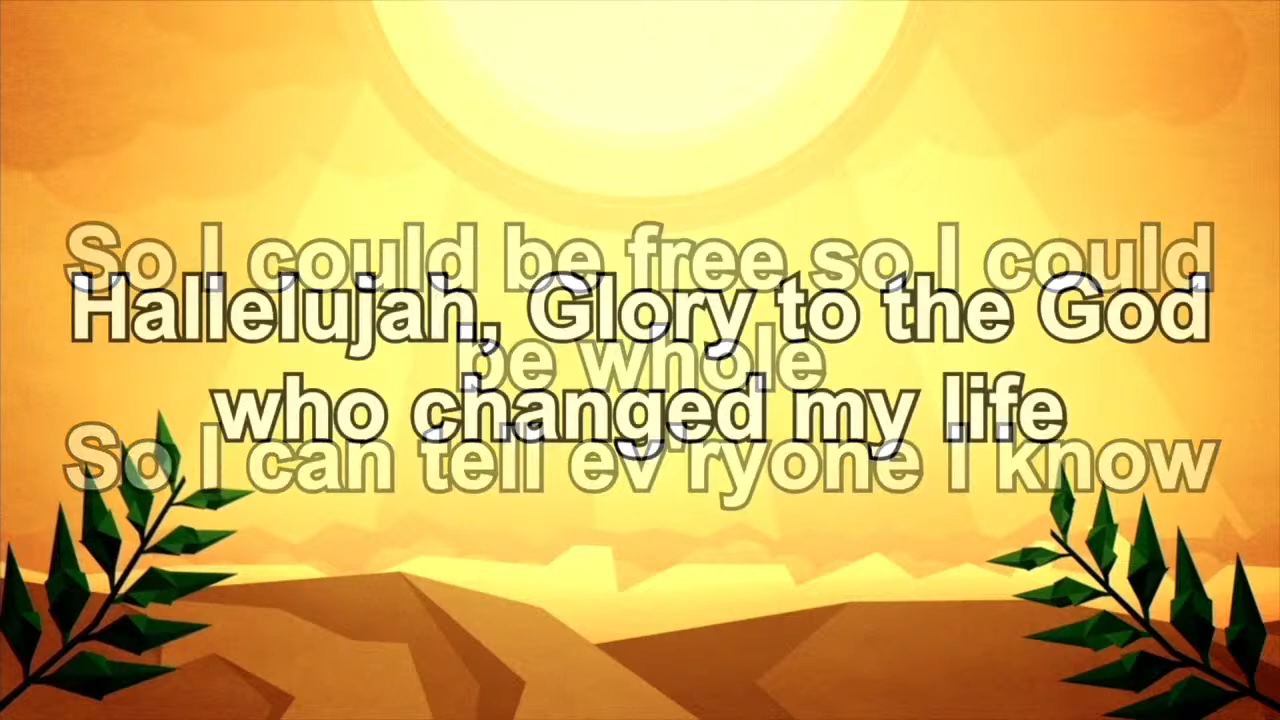 So I could be free so I could
Hallelujah, Glory to the God
be whole
who changed my life
So I can tell ev'ryone I know